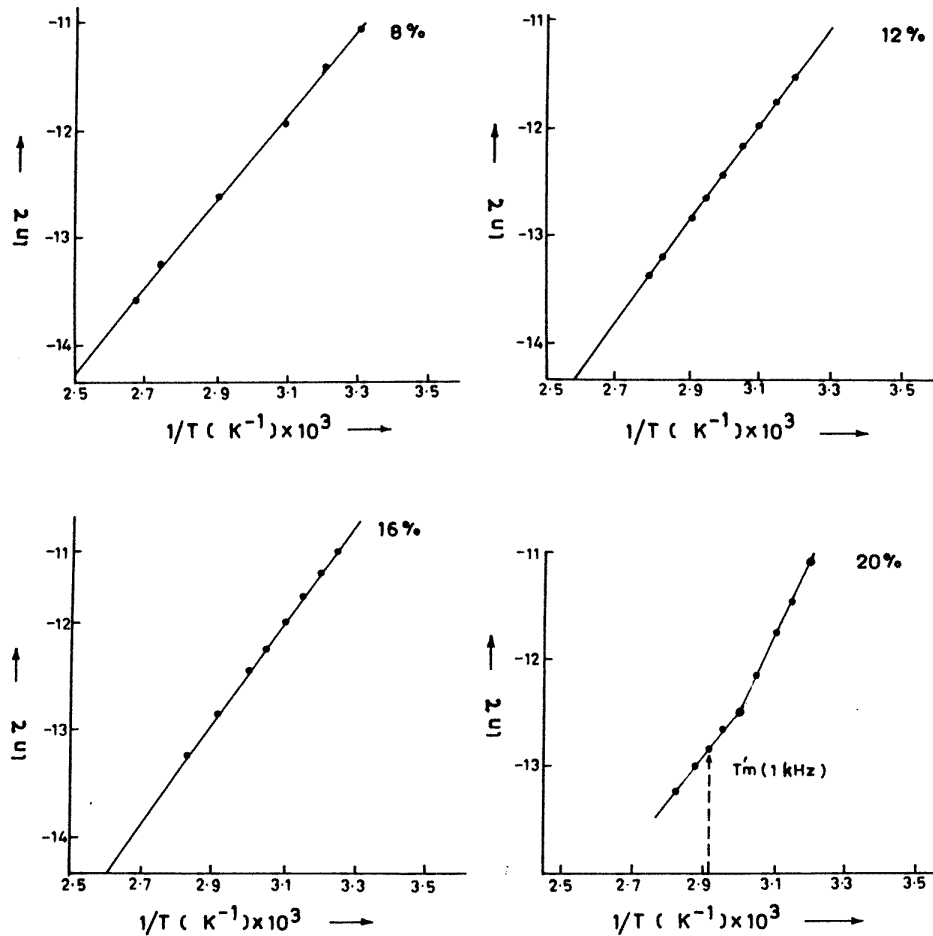 8%
-11
-12
-13
-14
ln τ
2.5 2.7 2.9 3.1 3.3 3.5
1/T ( K⁻¹)×10³
12%
-11
-12
-13
-14
ln τ
2.5 2.7 2.9 3.1 3.3 3.5
1/T ( K⁻¹)×10³
16%
-11
-12
-13
-14
ln τ
2.5 2.7 2.9 3.1 3.3 3.5
1/T ( K⁻¹)×10³
20%
-11
-12
-13
ln τ
T′m (1 kHz)
2.5 2.7 2.9 3.1 3.3 3.5
1/T ( K⁻¹)×10³